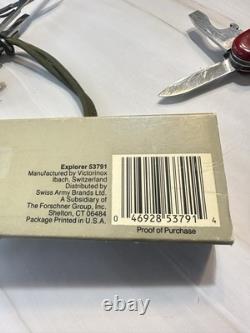 Explorer 53791
Manufactured by Victorinox
Ibach, Switzerland
Distributed by
Swiss Army Brands Ltd.
A Subsidiary of
The Forschner Group, Inc.
Shelton, CT 06484
Package Printed in U.S.A.
0 46928 53791 4
Proof of Purchase